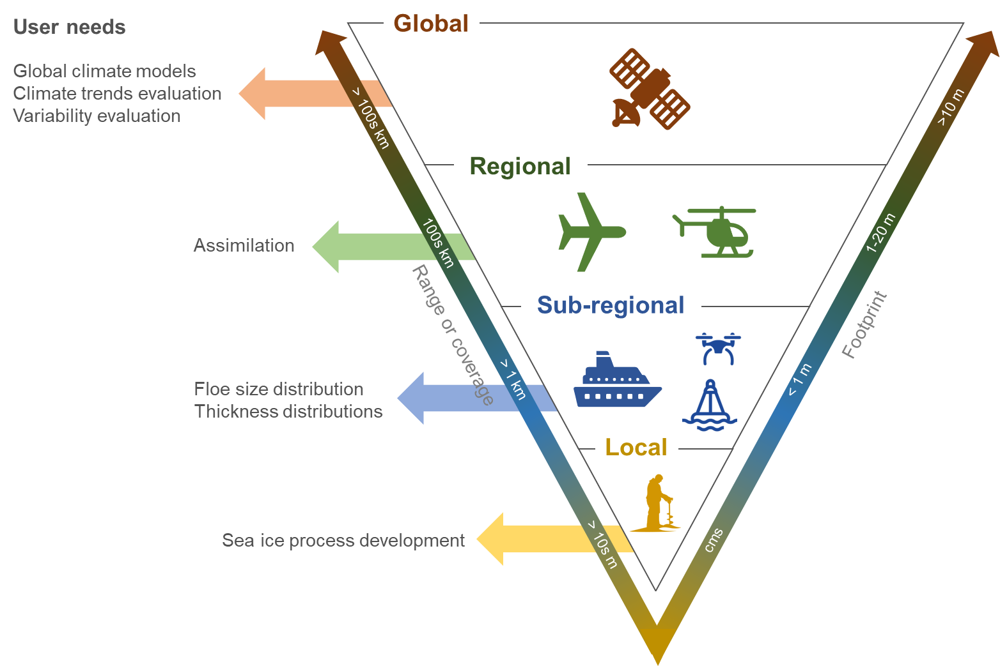 User needs
Global
Global climate models
Climate trends evaluation
Variability evaluation
> 100s km
>10 m
Regional
Assimilation
100s km
1-20 m
Range or coverage
Footprint
Sub-regional
Floe size distribution
Thickness distributions
> 1 km
< 1 m
Local
Sea ice process development
> 10s m
cms